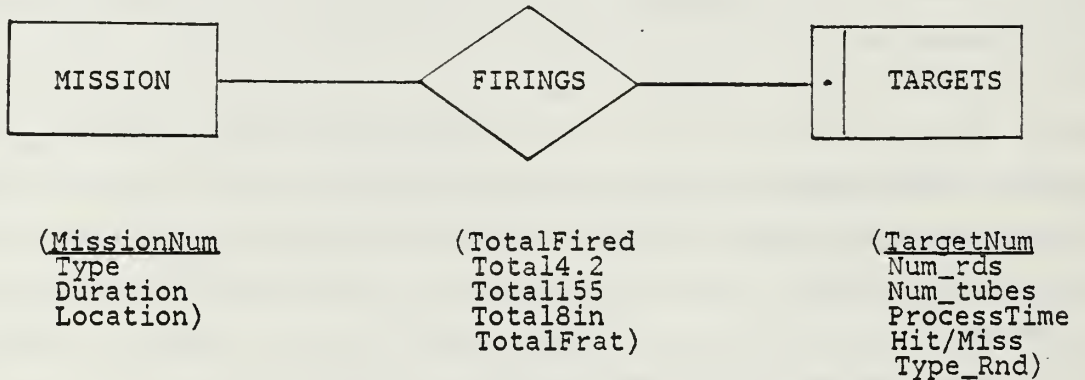 MISSION
FIRINGS
TARGETS
(MissionNum
Type
Duration
Location)
(TotalFired
Total4.2
Total155
Total8in
TotalFrat)
(TargetNum
Num_rds
Num_tubes
ProcessTime
Hit/Miss
Type_Rnd)